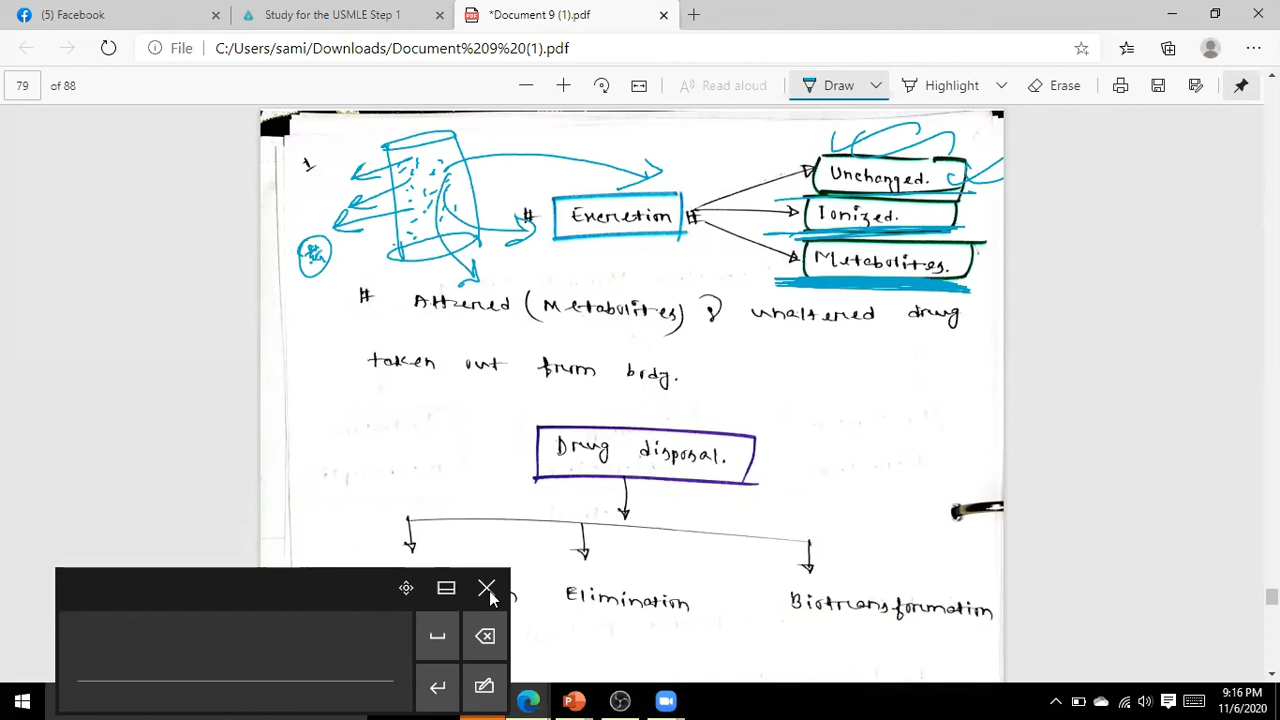 (5) Facebook
Study for the USMLE Step 1
*Document 9 (1).pdf
File C:/Users/sami/Downloads/Document%209%20(1).pdf
79 of 88
Read aloud Draw Highlight Erase
1
Unchanged.
# Excretion # Ionized.
Metabolites.
# Altered (Metabolites) & unaltered drug
taken out from body.
Drug disposal.
Elimination Biotransformation
9:16 PM
11/6/2020